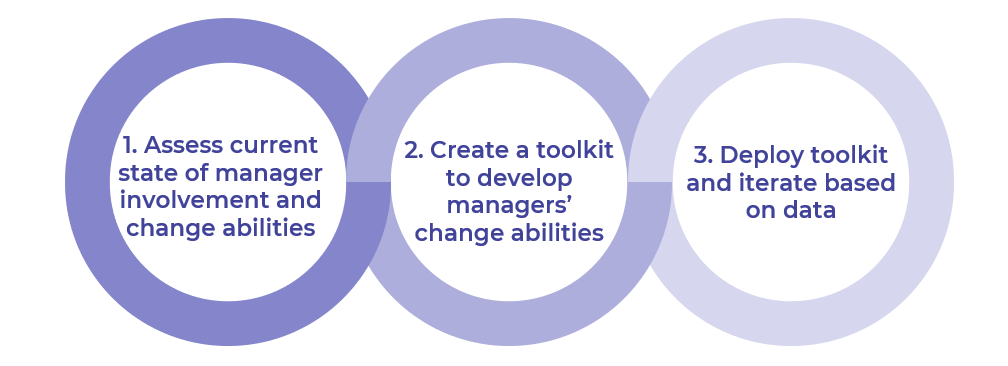 1. Assess current
state of manager
involvement and
change abilities
2. Create a toolkit
to develop
managers’
change abilities
3. Deploy toolkit
and iterate based
on data